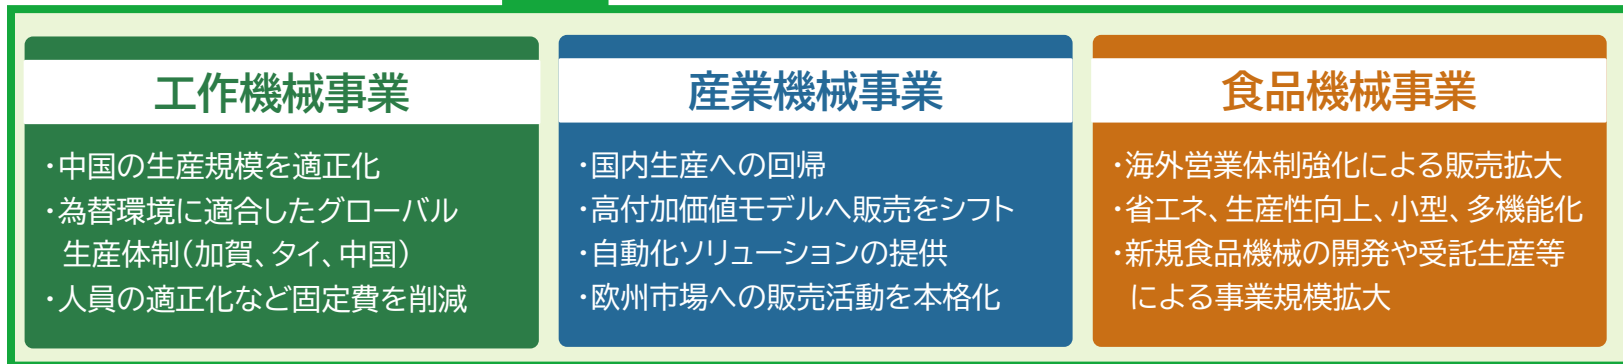 工作機械事業
・中国の生産規模を適正化
・為替環境に適合したグローバル
生産体制(加賀、タイ、中国)
・人員の適正化など固定費を削減
産業機械事業
・国内生産への回帰
・高付加価値モデルへ販売をシフト
・自動化ソリューションの提供
・欧州市場への販売活動を本格化
食品機械事業
・海外営業体制強化による販売拡大
・省エネ、生産性向上、小型、多機能化
・新規食品機械の開発や受託生産等
による事業規模拡大